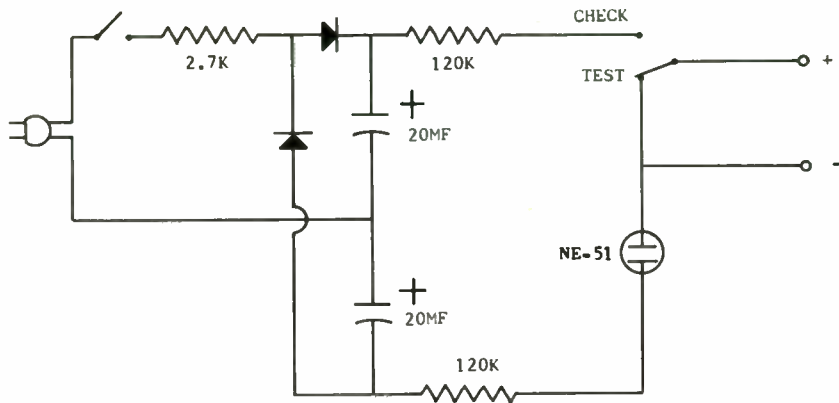 CHECK
2.7K
120K
TEST
+
+
20MF
-
NE-51
+
20MF
120K